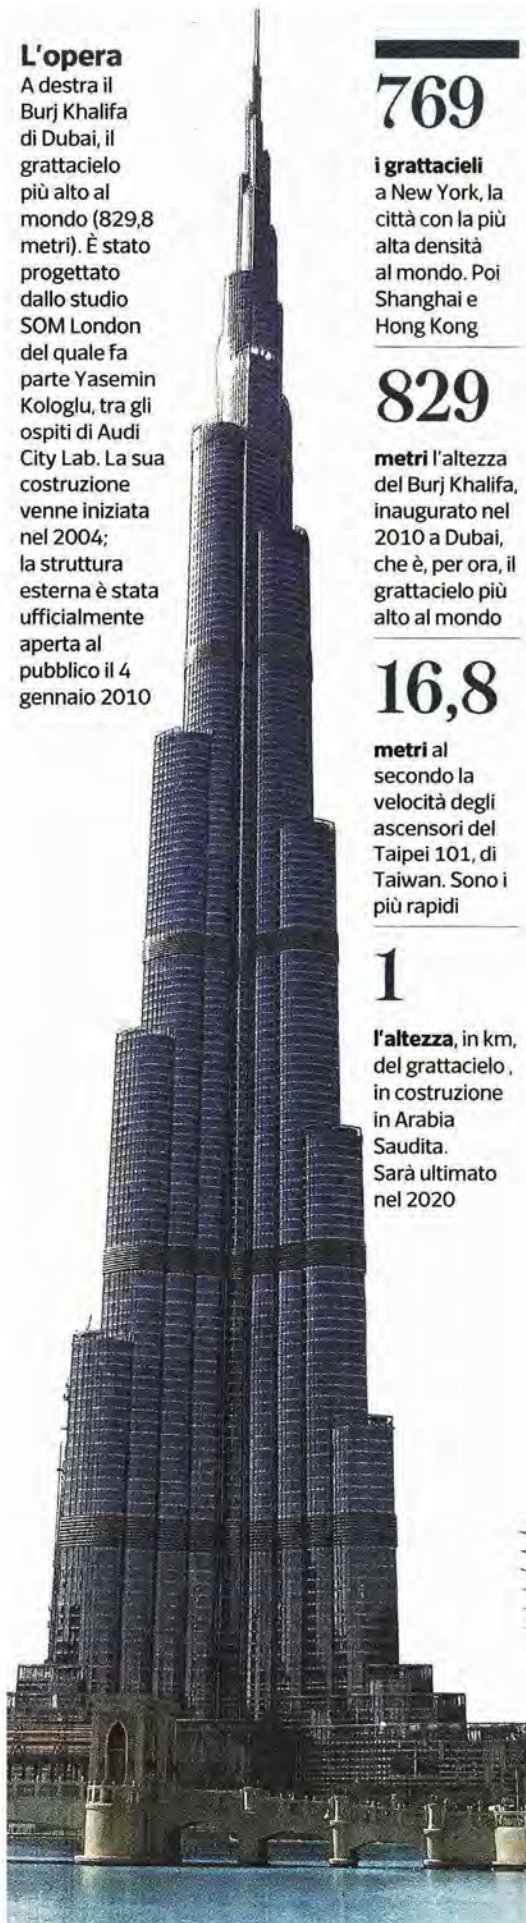 L'opera
A destra il
Burj Khalifa
di Dubai, il
grattacielo
più alto al
mondo (829,8
metri). È stato
progettato
dallo studio
SOM London
del quale fa
parte Yasemin
Kologlu, tra gli
ospiti di Audi
City Lab. La sua
costruzione
venne iniziata
nel 2004;
la struttura
esterna è stata
ufficialmente
aperta al
pubblico il 4
gennaio 2010
769
i grattacieli
a New York, la
città con la più
alta densità
al mondo. Poi
Shanghai e
Hong Kong
829
metri l'altezza
del Burj Khalifa,
inaugurato nel
2010 a Dubai,
che è, per ora, il
grattacielo più
alto al mondo
16,8
metri al
secondo la
velocità degli
ascensori del
Taipei 101, di
Taiwan. Sono i
più rapidi
1
l'altezza, in km,
del grattacielo ,
in costruzione
in Arabia
Saudita.
Sarà ultimato
nel 2020